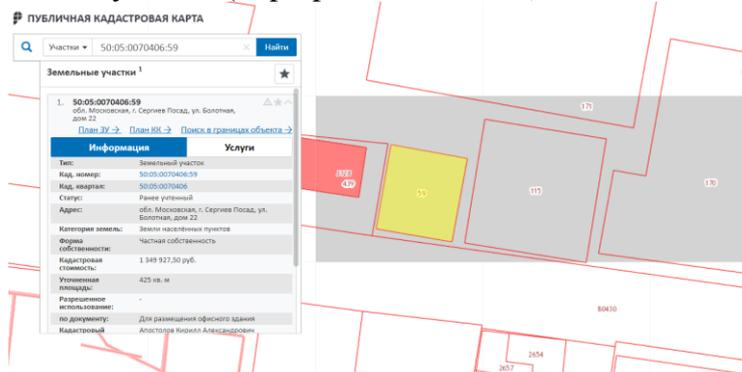 ПУБЛИЧНАЯ КАДАСТРОВАЯ КАРТА
Участки 50:05:0070406:59 × Найти
Земельные участки 1
1. 50:05:0070406:59
обл. Московская, г. Сергиев Посад, ул. Болотная,
дом 22
План ЗУ → План КК → Поиск в границах объекта →
Информация Услуги
Тип: Земельный участок
Кад. номер: 50:05:0070406:59
Кад. квартал: 50:05:0070406
Статус: Ранее учтенный
Адрес: обл. Московская, г. Сергиев Посад, ул.
Болотная, дом 22
Категория земель: Земли населённых пунктов
Форма
собственности: Частная собственность
Кадастровая
стоимость: 1 349 927,50 руб.
Уточненная
площадь: 425 кв. м
Разрешенное
использование: -
по документу: Для размещения офисного здания
Кадастровый Апостолов Кирилл Александрович
171
439
59
115
170
80430
2654
2657